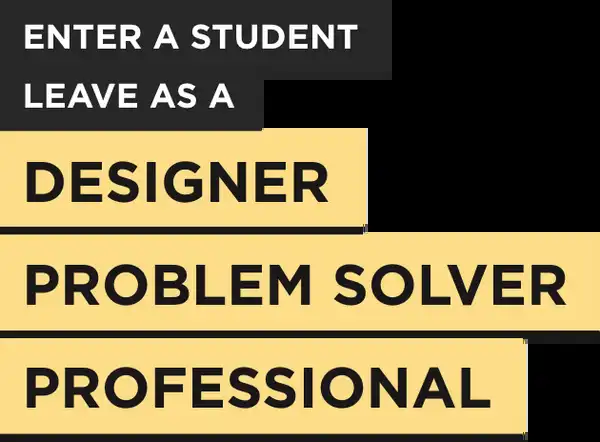 ENTER A STUDENT
LEAVE AS A
DESIGNER
PROBLEM SOLVER
PROFESSIONAL